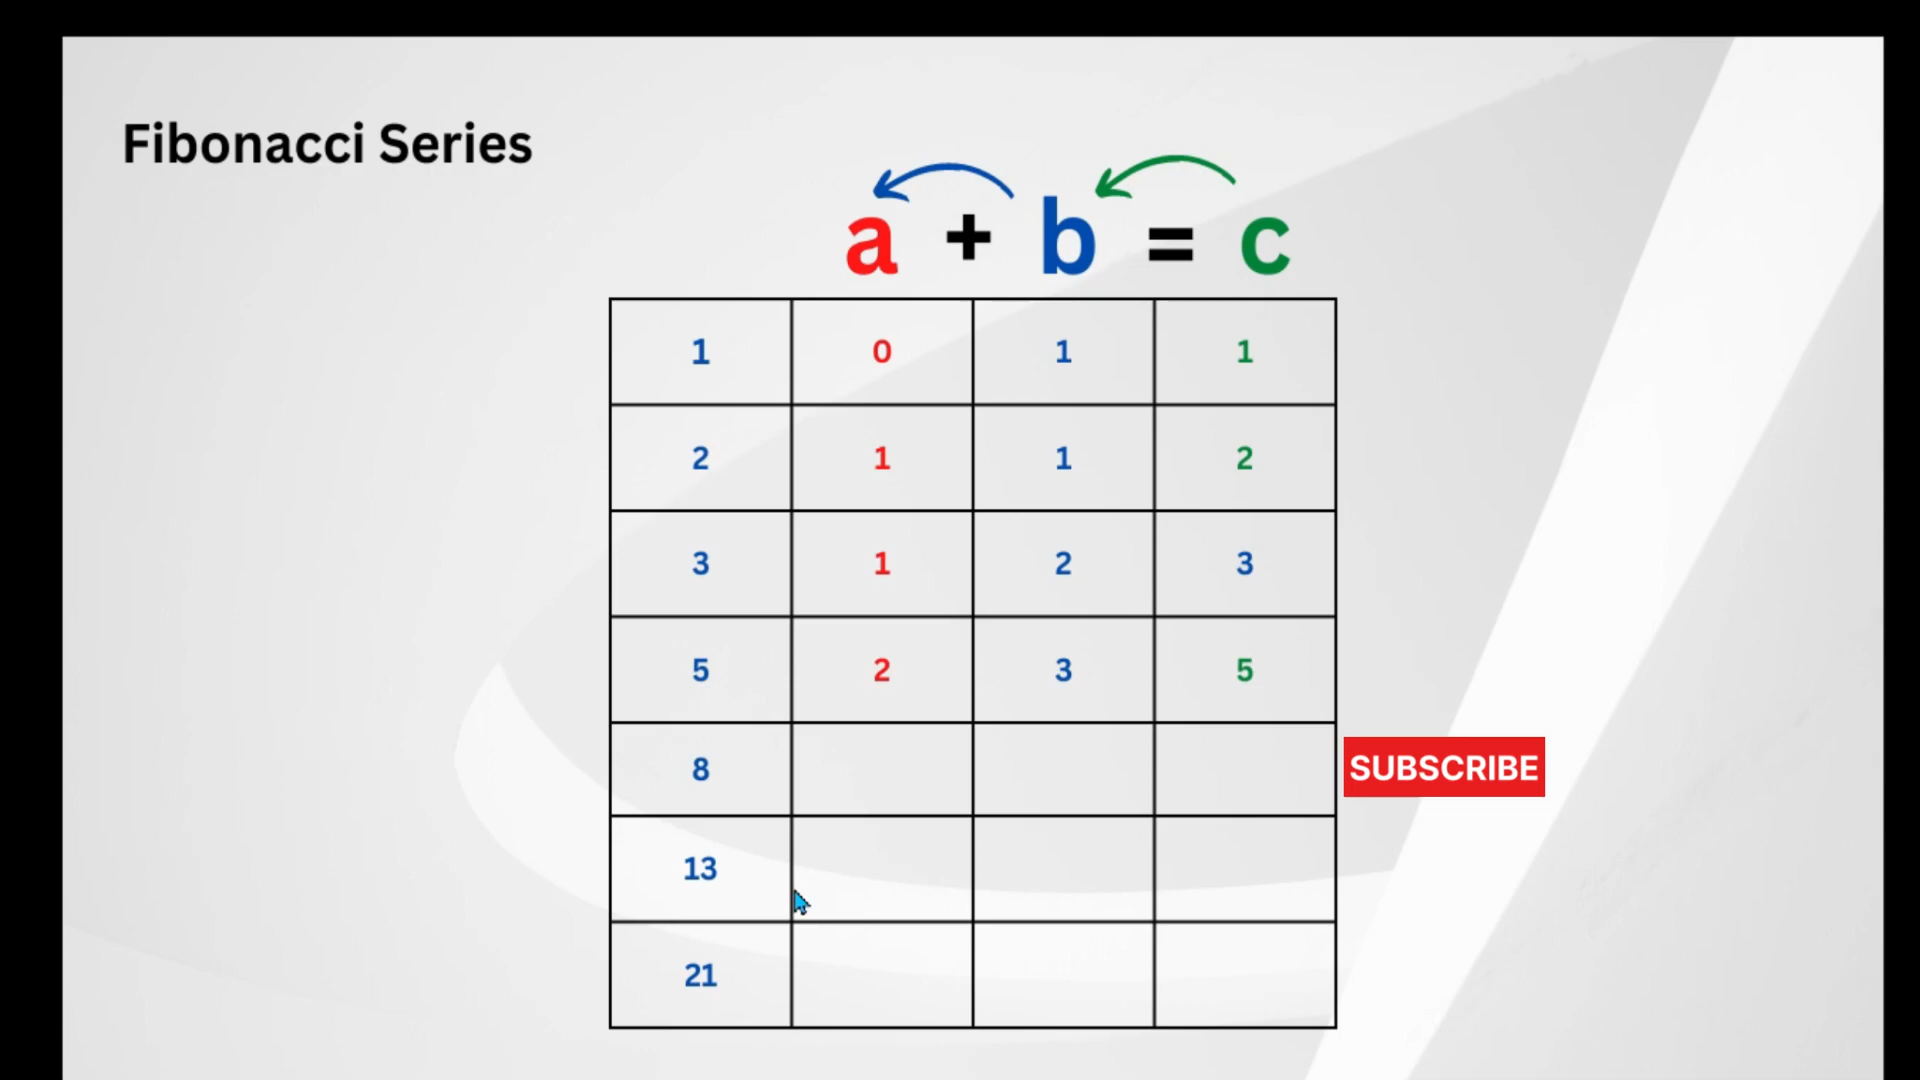 Fibonacci Series
a + b = c
1 0 1 1
2 1 1 2
3 1 2 3
5 2 3 5
8
SUBSCRIBE
13
21